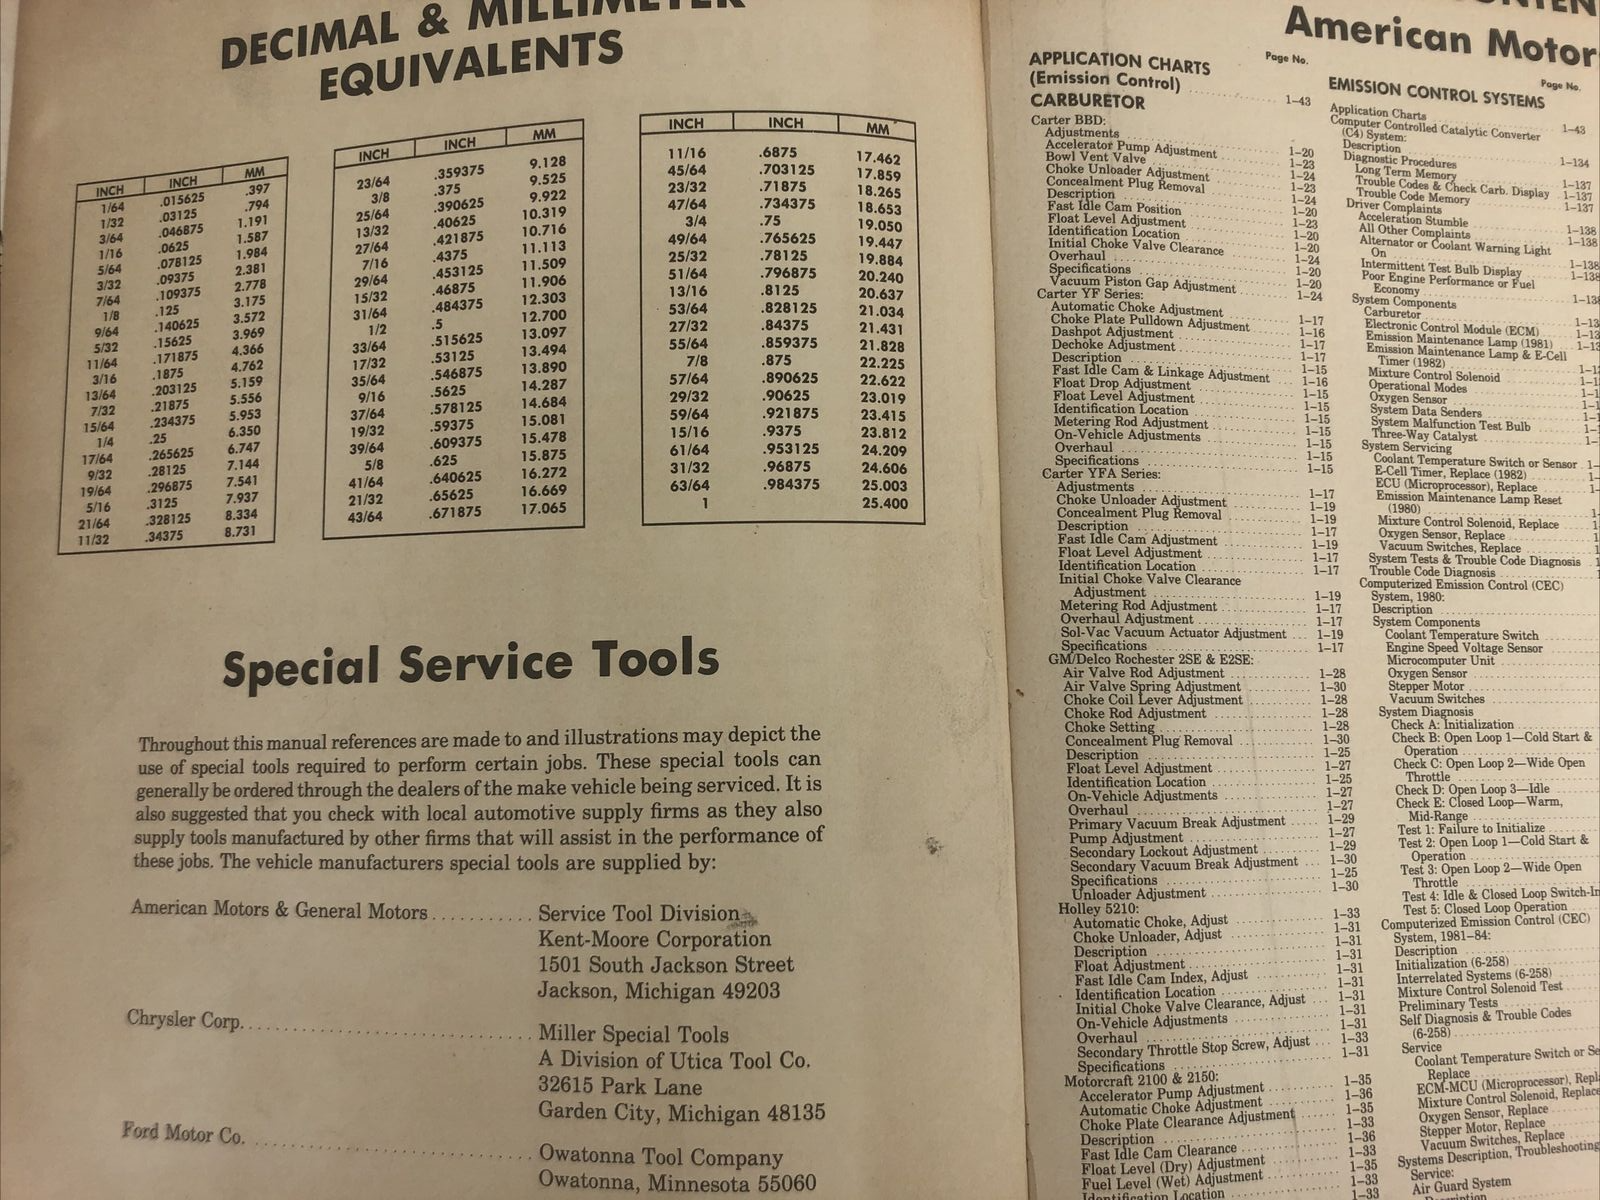 DECIMAL & MILLIMETER
EQUIVALENTS
INCH INCH MM
1/64 .015625 .397
1/32 .03125 .794
3/64 .046875 1.191
1/16 .0625 1.587
5/64 .078125 1.984
3/32 .09375 2.381
7/64 .109375 2.778
1/8 .125 3.175
9/64 .140625 3.572
5/32 .15625 3.969
11/64 .171875 4.366
3/16 .1875 4.762
13/64 .203125 5.159
7/32 .21875 5.556
15/64 .234375 5.953
1/4 .25 6.350
17/64 .265625 6.747
9/32 .28125 7.144
19/64 .296875 7.541
5/16 .3125 7.937
21/64 .328125 8.334
11/32 .34375 8.731
INCH INCH MM
23/64 .359375 9.128
3/8 .375 9.525
25/64 .390625 9.922
13/32 .40625 10.319
27/64 .421875 10.716
7/16 .4375 11.113
29/64 .453125 11.509
15/32 .46875 11.906
31/64 .484375 12.303
1/2 .5 12.700
33/64 .515625 13.097
17/32 .53125 13.494
35/64 .546875 13.890
9/16 .5625 14.287
37/64 .578125 14.684
19/32 .59375 15.081
39/64 .609375 15.478
5/8 .625 15.875
41/64 .640625 16.272
21/32 .65625 16.669
43/64 .671875 17.065
INCH INCH MM
11/16 .6875 17.462
45/64 .703125 17.859
23/32 .71875 18.265
47/64 .734375 18.653
3/4 .75 19.050
49/64 .765625 19.447
25/32 .78125 19.884
51/64 .796875 20.240
13/16 .8125 20.637
53/64 .828125 21.034
27/32 .84375 21.431
55/64 .859375 21.828
7/8 .875 22.225
57/64 .890625 22.622
29/32 .90625 23.019
59/64 .921875 23.415
15/16 .9375 23.812
61/64 .953125 24.209
31/32 .96875 24.606
63/64 .984375 25.003
1 25.400
Special Service Tools
Throughout this manual references are made to and illustrations may depict the
use of special tools required to perform certain jobs. These special tools can
generally be ordered through the dealers of the make vehicle being serviced. It is
also suggested that you check with local automotive supply firms as they also
supply tools manufactured by other firms that will assist in the performance of
these jobs. The vehicle manufacturers special tools are supplied by:
American Motors & General Motors .......... Service Tool Division
Kent-Moore Corporation
1501 South Jackson Street
Jackson, Michigan 49203
Chrysler Corp. .......... Miller Special Tools
A Division of Utica Tool Co.
32615 Park Lane
Garden City, Michigan 48135
Ford Motor Co. .......... Owatonna Tool Company
Owatonna, Minnesota 55060
American Motor
Page No.
APPLICATION CHARTS
(Emission Control) 1-43
CARBURETOR
Carter BBD:
Adjustments
Accelerator Pump Adjustment 1-20
Bowl Vent Valve 1-23
Choke Unloader Adjustment 1-24
Concealment Plug Removal 1-23
Description 1-24
Fast Idle Cam Position 1-20
Float Level Adjustment 1-23
Identification Location 1-20
Initial Choke Valve Clearance 1-20
Overhaul 1-24
Specifications 1-20
Vacuum Piston Gap Adjustment 1-20
Carter YF Series: 1-24
Automatic Choke Adjustment
Choke Plate Pulldown Adjustment 1-17
Dashpot Adjustment 1-16
Dechoke Adjustment 1-17
Description 1-17
Fast Idle Cam & Linkage Adjustment 1-15
Float Drop Adjustment 1-16
Float Level Adjustment 1-15
Identification Location 1-15
Metering Rod Adjustment 1-15
On-Vehicle Adjustments 1-15
Overhaul 1-15
Specifications 1-15
Carter YFA Series:
Adjustments 1-17
Choke Unloader Adjustment 1-19
Concealment Plug Removal 1-19
Description 1-17
Fast Idle Cam Adjustment 1-19
Float Level Adjustment 1-17
Identification Location 1-17
Initial Choke Valve Clearance
Adjustment 1-19
Metering Rod Adjustment 1-17
Overhaul Adjustment 1-17
Sol-Vac Vacuum Actuator Adjustment 1-19
Specifications 1-17
GM/Delco Rochester 2SE & E2SE:
Air Valve Rod Adjustment 1-28
Air Valve Spring Adjustment 1-30
Choke Coil Lever Adjustment 1-28
Choke Rod Adjustment 1-28
Choke Setting 1-28
Concealment Plug Removal 1-30
Description 1-25
Float Level Adjustment 1-27
Identification Location 1-25
On-Vehicle Adjustments 1-27
Overhaul 1-27
Primary Vacuum Break Adjustment 1-29
Pump Adjustment 1-27
Secondary Lockout Adjustment 1-29
Secondary Vacuum Break Adjustment 1-30
Specifications 1-25
Unloader Adjustment 1-30
Holley 5210:
Automatic Choke, Adjust 1-33
Choke Unloader, Adjust 1-31
Description 1-31
Float Adjustment 1-31
Fast Idle Cam Index, Adjust 1-31
Identification Location 1-31
Initial Choke Valve Clearance, Adjust 1-31
On-Vehicle Adjustments 1-31
Overhaul 1-31
Secondary Throttle Stop Screw, Adjust 1-33
Specifications 1-31
Motorcraft 2100 & 2150:
Accelerator Pump Adjustment 1-35
Automatic Choke Adjustment 1-36
Choke Plate Clearance Adjustment 1-35
Description 1-33
Fast Idle Cam Clearance 1-36
Float Level (Dry) Adjustment 1-33
Fuel Level (Wet) Adjustment 1-35
Identification Location 1-33
Page No.
EMISSION CONTROL SYSTEMS
Application Charts 1-43
Computer Controlled Catalytic Converter
(C4) System:
Description 1-134
Diagnostic Procedures
Long Term Memory 1-137
Trouble Codes & Check Carb. Display 1-137
Trouble Code Memory 1-137
Driver Complaints
Acceleration Stumble 1-138
All Other Complaints 1-138
Alternator or Coolant Warning Light
On 1-138
Intermittent Test Bulb Display 1-138
Poor Engine Performance or Fuel
Economy
System Components
Carburetor
Electronic Control Module (ECM)
Emission Maintenance Lamp (1981)
Emission Maintenance Lamp & E-Cell
Timer (1982)
Mixture Control Solenoid
Operational Modes
Oxygen Sensor
System Data Senders
System Malfunction Test Bulb
Three-Way Catalyst
System Servicing
Coolant Temperature Switch or Sensor
E-Cell Timer, Replace (1982)
ECU (Microprocessor), Replace
Emission Maintenance Lamp Reset
(1980)
Mixture Control Solenoid, Replace
Oxygen Sensor, Replace
Vacuum Switches, Replace
System Tests & Trouble Code Diagnosis
Trouble Code Diagnosis
Computerized Emission Control (CEC)
System, 1980:
Description
System Components
Coolant Temperature Switch
Engine Speed Voltage Sensor
Microcomputer Unit
Oxygen Sensor
Stepper Motor
Vacuum Switches
System Diagnosis
Check A: Initialization
Check B: Open Loop 1—Cold Start &
Operation
Check C: Open Loop 2—Wide Open
Throttle
Check D: Open Loop 3—Idle
Check E: Closed Loop—Warm,
Mid-Range
Test 1: Failure to Initialize
Test 2: Open Loop 1—Cold Start &
Operation
Test 3: Open Loop 2—Wide Open
Throttle
Test 4: Idle & Closed Loop Switch-In
Test 5: Closed Loop Operation
Computerized Emission Control (CEC)
System, 1981-84:
Description
Initialization (6-258)
Interrelated Systems (6-258)
Mixture Control Solenoid Test
Preliminary Tests
Self Diagnosis & Trouble Codes
(6-258)
Service
Coolant Temperature Switch or Se
Replace
ECM-MCU (Microprocessor), Repl
Mixture Control Solenoid, Replace
Oxygen Sensor, Replace
Stepper Motor, Replace
Vacuum Switches, Replace
Systems Description, Troubleshooting
Service:
Air Guard System
Description